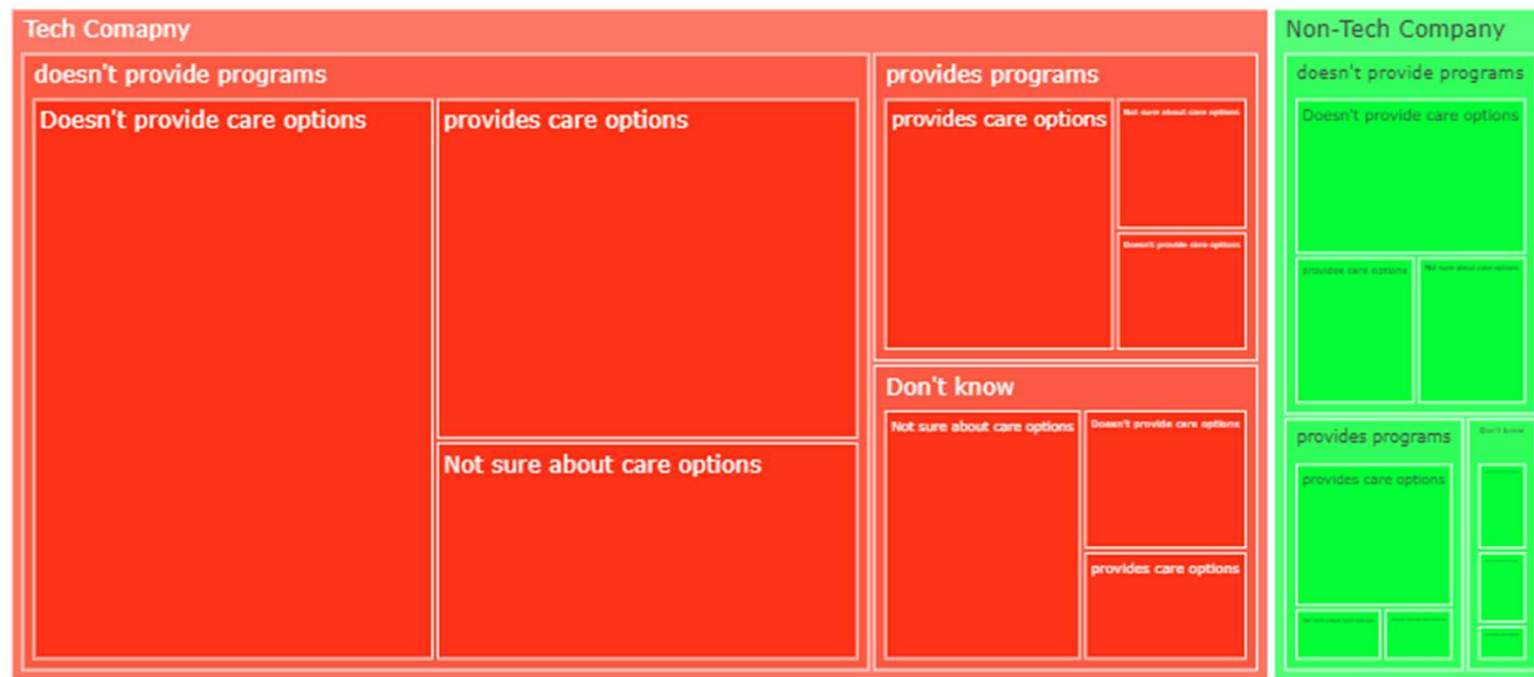 Tech Comapny
doesn't provide programs
Doesn't provide care options
provides care options
Not sure about care options
provides programs
provides care options
Not sure about care options
Doesn't provide care options
Don't know
Not sure about care options
Doesn't provide care options
provides care options
Non-Tech Company
doesn't provide programs
Doesn't provide care options
provides care options
Not sure about care options
provides programs
provides care options
Don't know